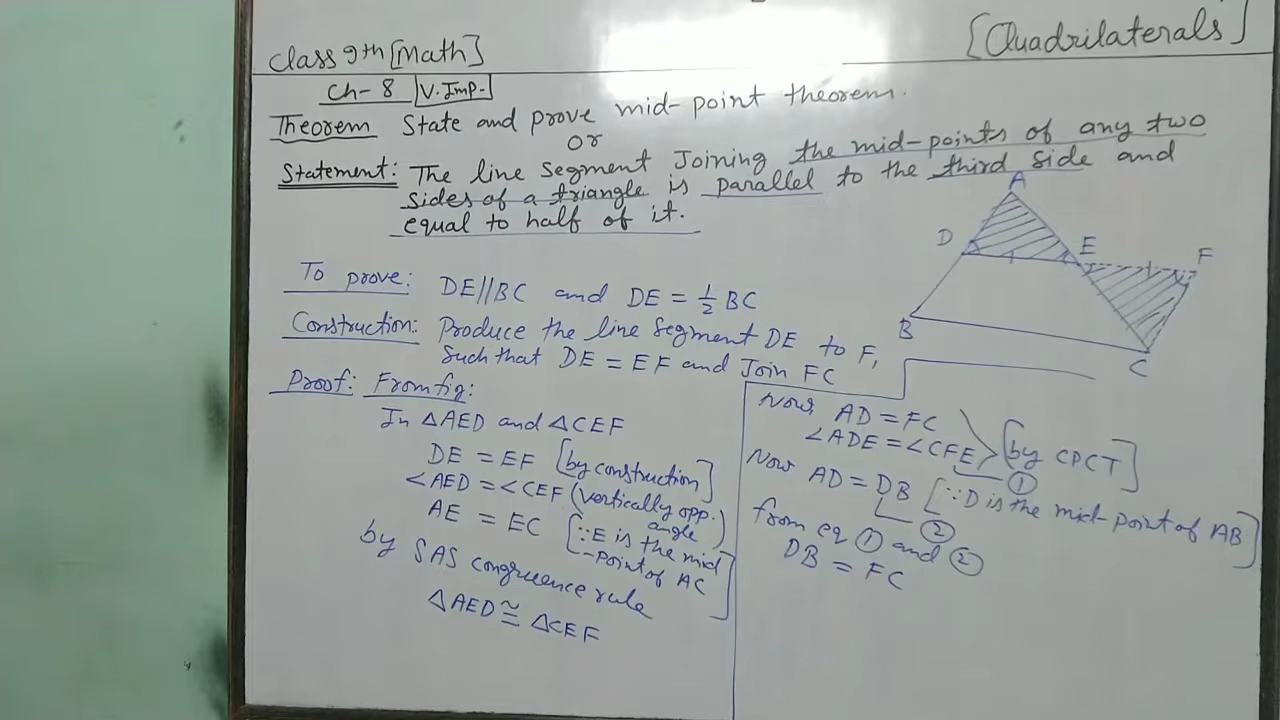 Class 9th [Math]
[Quadrilaterals]
Ch-8 V. Imp.
Theorem State and prove mid-point theorem.
Or
Statement: The line segment Joining the mid-points of any two
sides of a triangle is parallel to the third side and
equal to half of it.
A
D
E
F
B
C
To prove: DE||BC and DE = 1/2 BC
Construction: Produce the line segment DE to F,
Such that DE = EF and Join FC
Proof: From fig:
In △AED and △CEF
DE = EF [by construction]
∠AED = ∠CEF (vertically opp. angle)
AE = EC [∵ E is the mid
-point of AC]
by SAS congruence rule
△AED ≅ △CEF
Now AD = FC
∠ADE = ∠CFE [by CPCT]
①
Now AD = DB [∵ D is the mid-point of AB]
②
from eq ① and ②
DB = FC